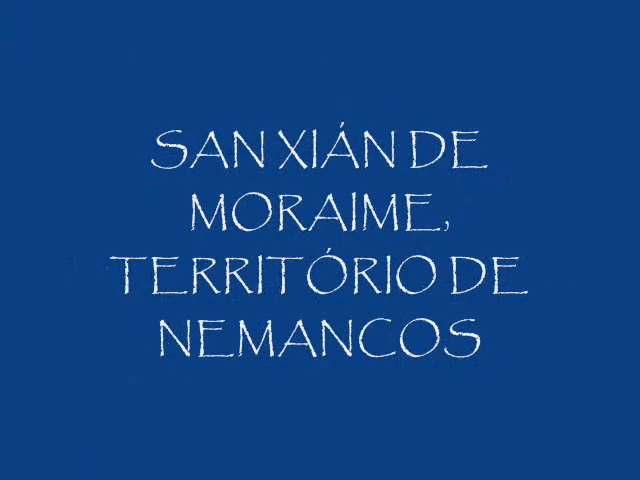 SAN XIÁN DE
MORAIME,
TERRITÓRIO DE
NEMANCOS